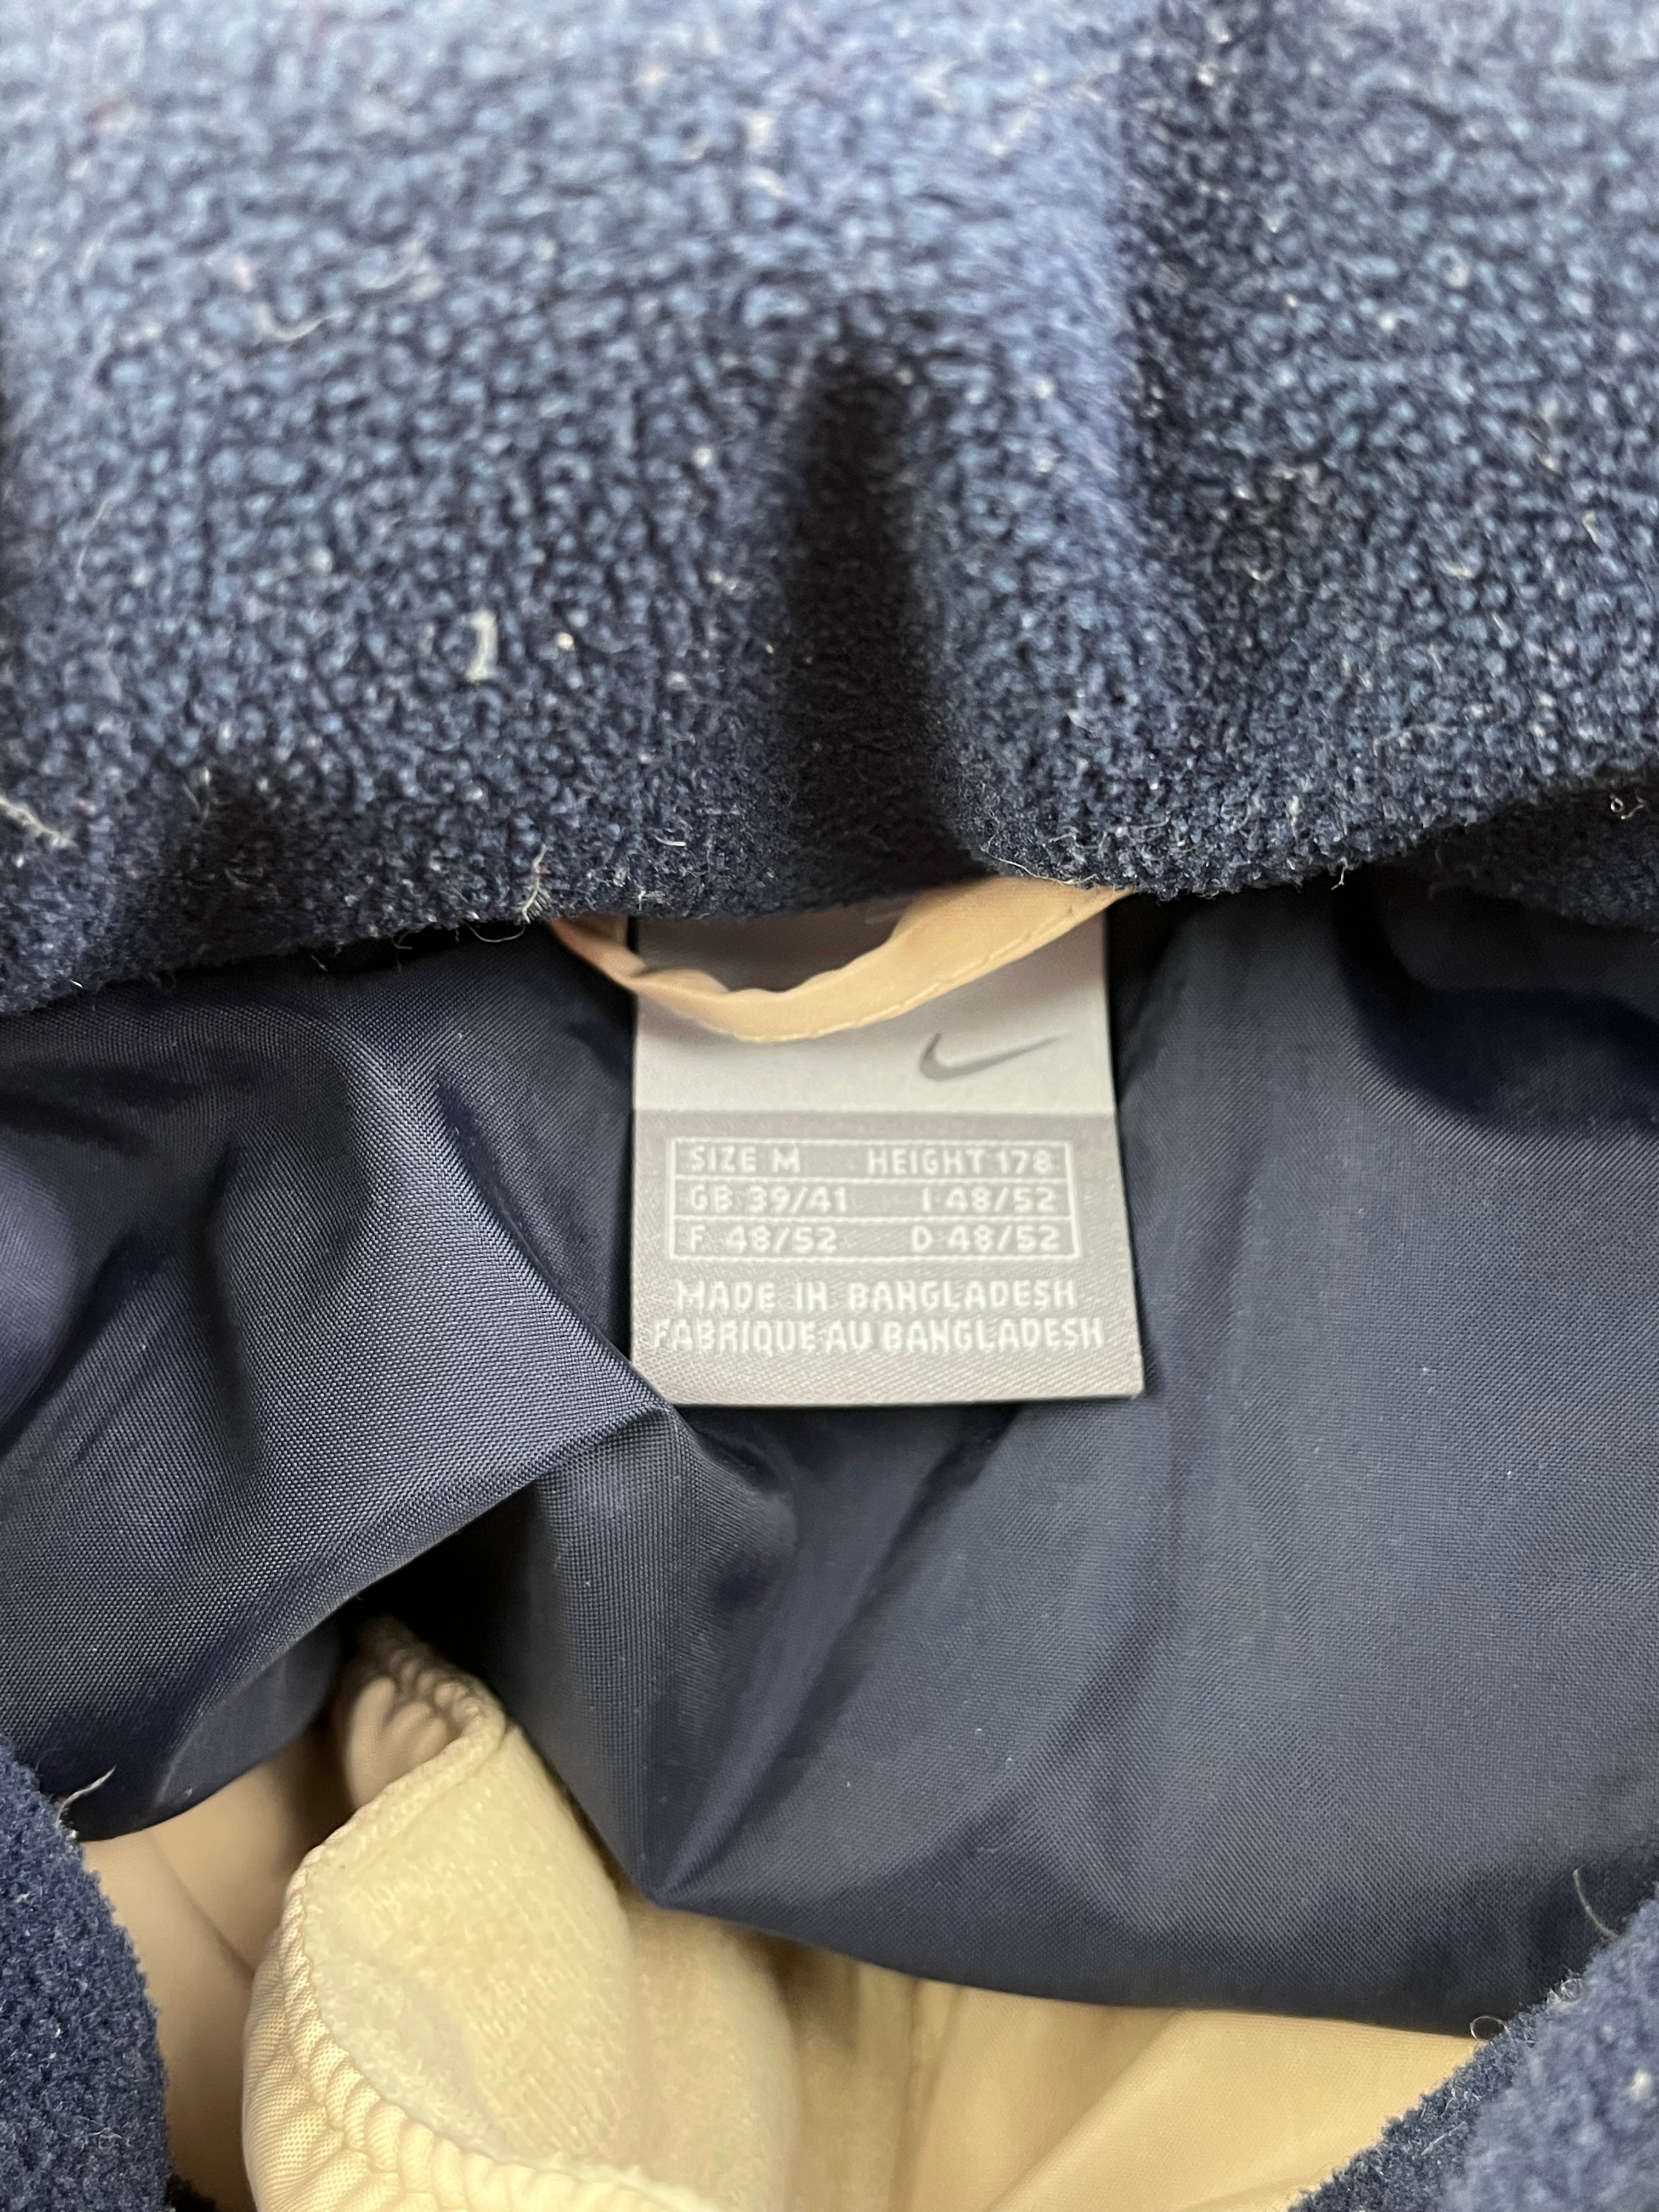 SIZE M HEIGHT 178
GB 39/41 I 48/52
F 48/52 D 48/52
MADE IN BANGLADESH
FABRIQUE AU BANGLADESH